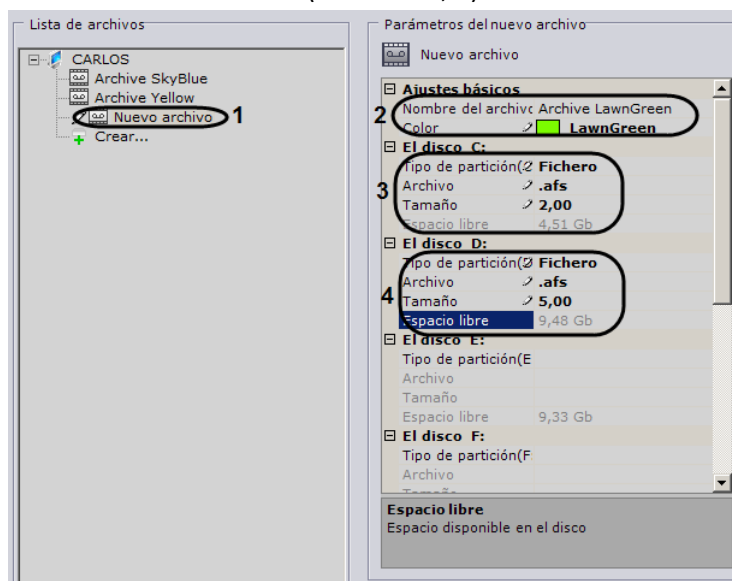 Lista de archivos
CARLOS
Archive SkyBlue
Archive Yellow
Nuevo archivo 1
Crear...
Parámetros del nuevo archivo
Nuevo archivo
Ajustes básicos
2 Nombre del archivc Archive LawnGreen
Color LawnGreen
El disco C:
Tipo de partición( Fichero
3 Archivo .afs
Tamaño 2,00
Espacio libre 4,51 Gb
El disco D:
Tipo de partición( Fichero
Archivo .afs
4 Tamaño 5,00
Espacio libre 9,48 Gb
El disco E:
Tipo de partición(E
Archivo
Tamaño
Espacio libre 9,33 Gb
El disco F:
Tipo de partición(F
Archivo
Tamaño
Espacio libre
Espacio disponible en el disco